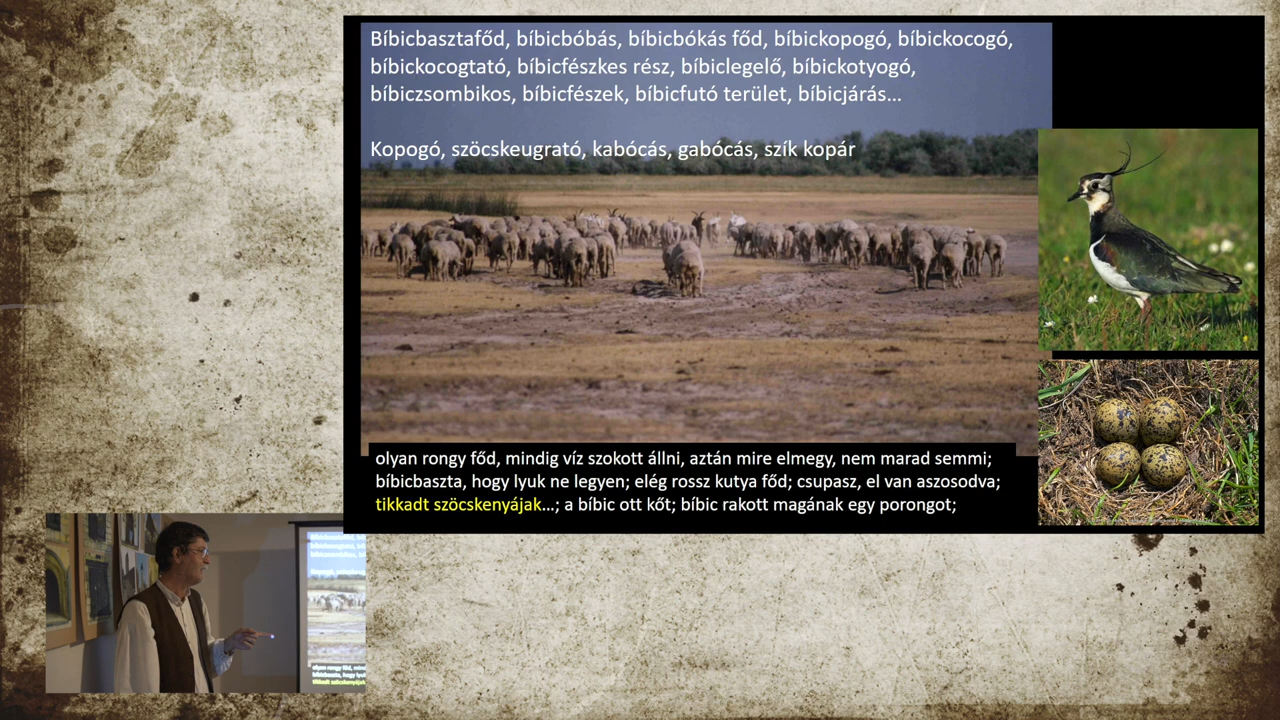 Bíbicbasztafőd, bíbicbóbás, bíbicbókás főd, bíbickopogó, bíbickocogó,
bíbickocogtató, bíbicfészkes rész, bíbiclegelő, bíbickotyogó,
bíbiczsombikos, bíbicfészek, bíbicfutó terület, bíbicjárás...
Kopogó, szöcskeugrató, kabócás, gabócás, szík kopár
olyan rongy főd, mindig víz szokott állni, aztán mire elmegy, nem marad semmi;
bíbicbaszta, hogy lyuk ne legyen; elég rossz kutya főd; csupasz, el van aszosodva;
tikkadt szöcskenyájak...; a bíbic ott kőt; bíbic rakott magának egy porongot;